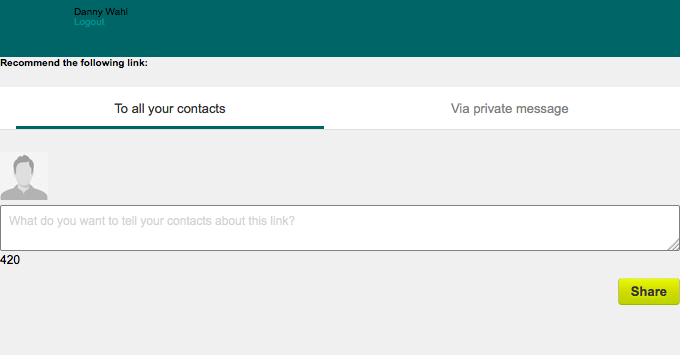 Danny Wahl
Logout
Recommend the following link:
To all your contacts
Via private message
What do you want to tell your contacts about this link?
420
Share